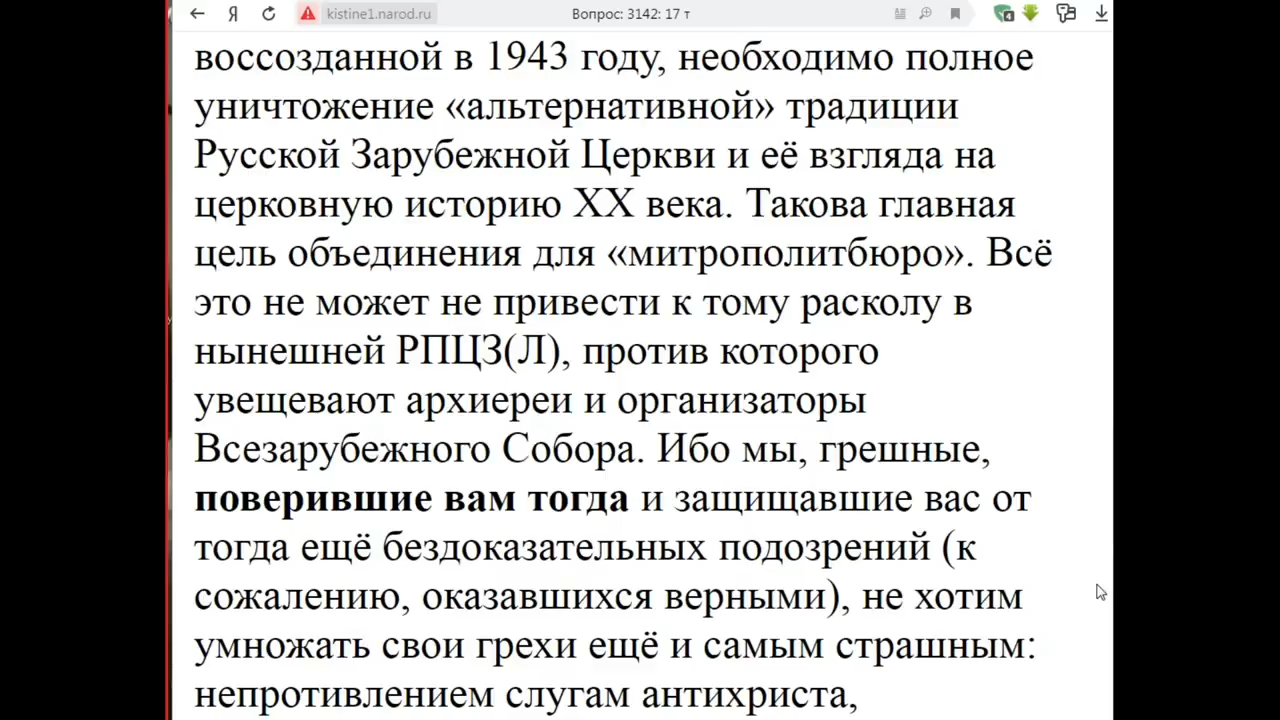 Я kistine1.narod.ru Вопрос: 3142: 17 т
воссозданной в 1943 году, необходимо полное
уничтожение «альтернативной» традиции
Русской Зарубежной Церкви и её взгляда на
церковную историю XX века. Такова главная
цель объединения для «митрополитбюро». Всё
это не может не привести к тому расколу в
нынешней РПЦЗ(Л), против которого
увещевают архиереи и организаторы
Всезарубежного Собора. Ибо мы, грешные,
поверившие вам тогда и защищавшие вас от
тогда ещё бездоказательных подозрений (к
сожалению, оказавшихся верными), не хотим
умножать свои грехи ещё и самым страшным:
непротивлением слугам антихриста,